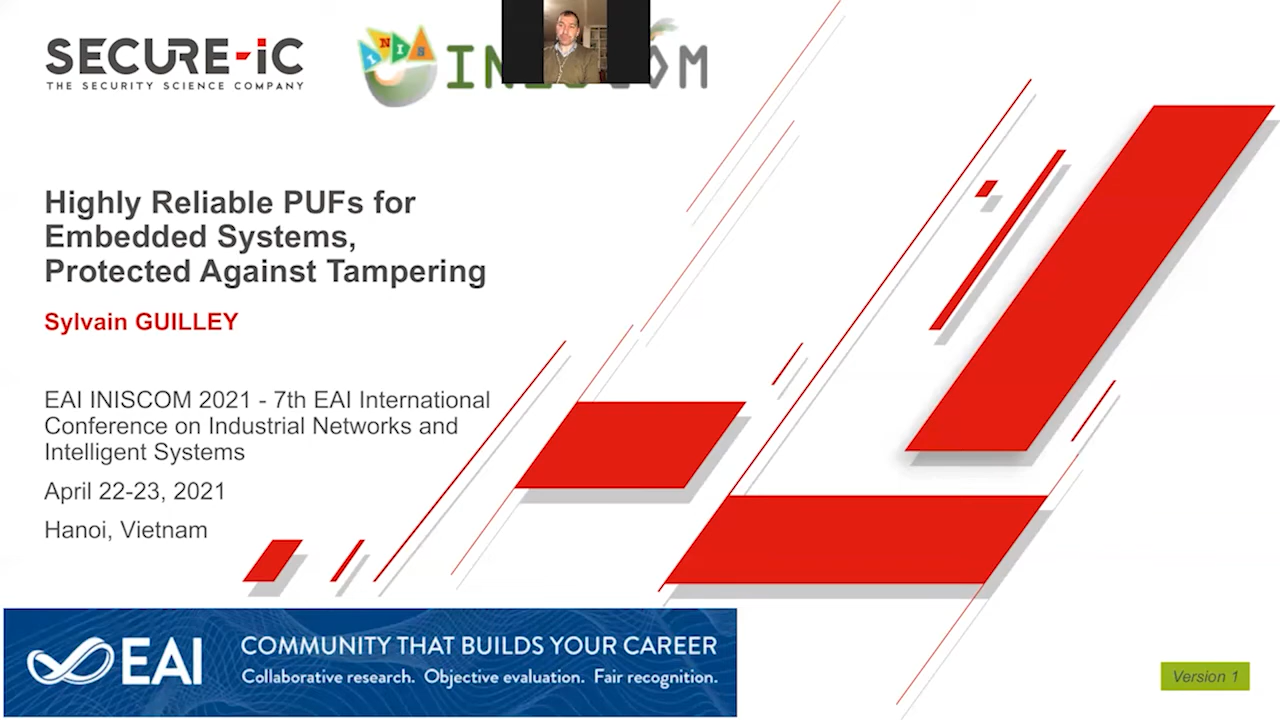 SECURE-iC
THE SECURITY SCIENCE COMPANY
INIS
Highly Reliable PUFs for
Embedded Systems,
Protected Against Tampering
Sylvain GUILLEY
EAI INISCOM 2021 - 7th EAI International
Conference on Industrial Networks and
Intelligent Systems
April 22-23, 2021
Hanoi, Vietnam
EAI
COMMUNITY THAT BUILDS YOUR CAREER
Collaborative research. Objective evaluation. Fair recognition.
Version 1